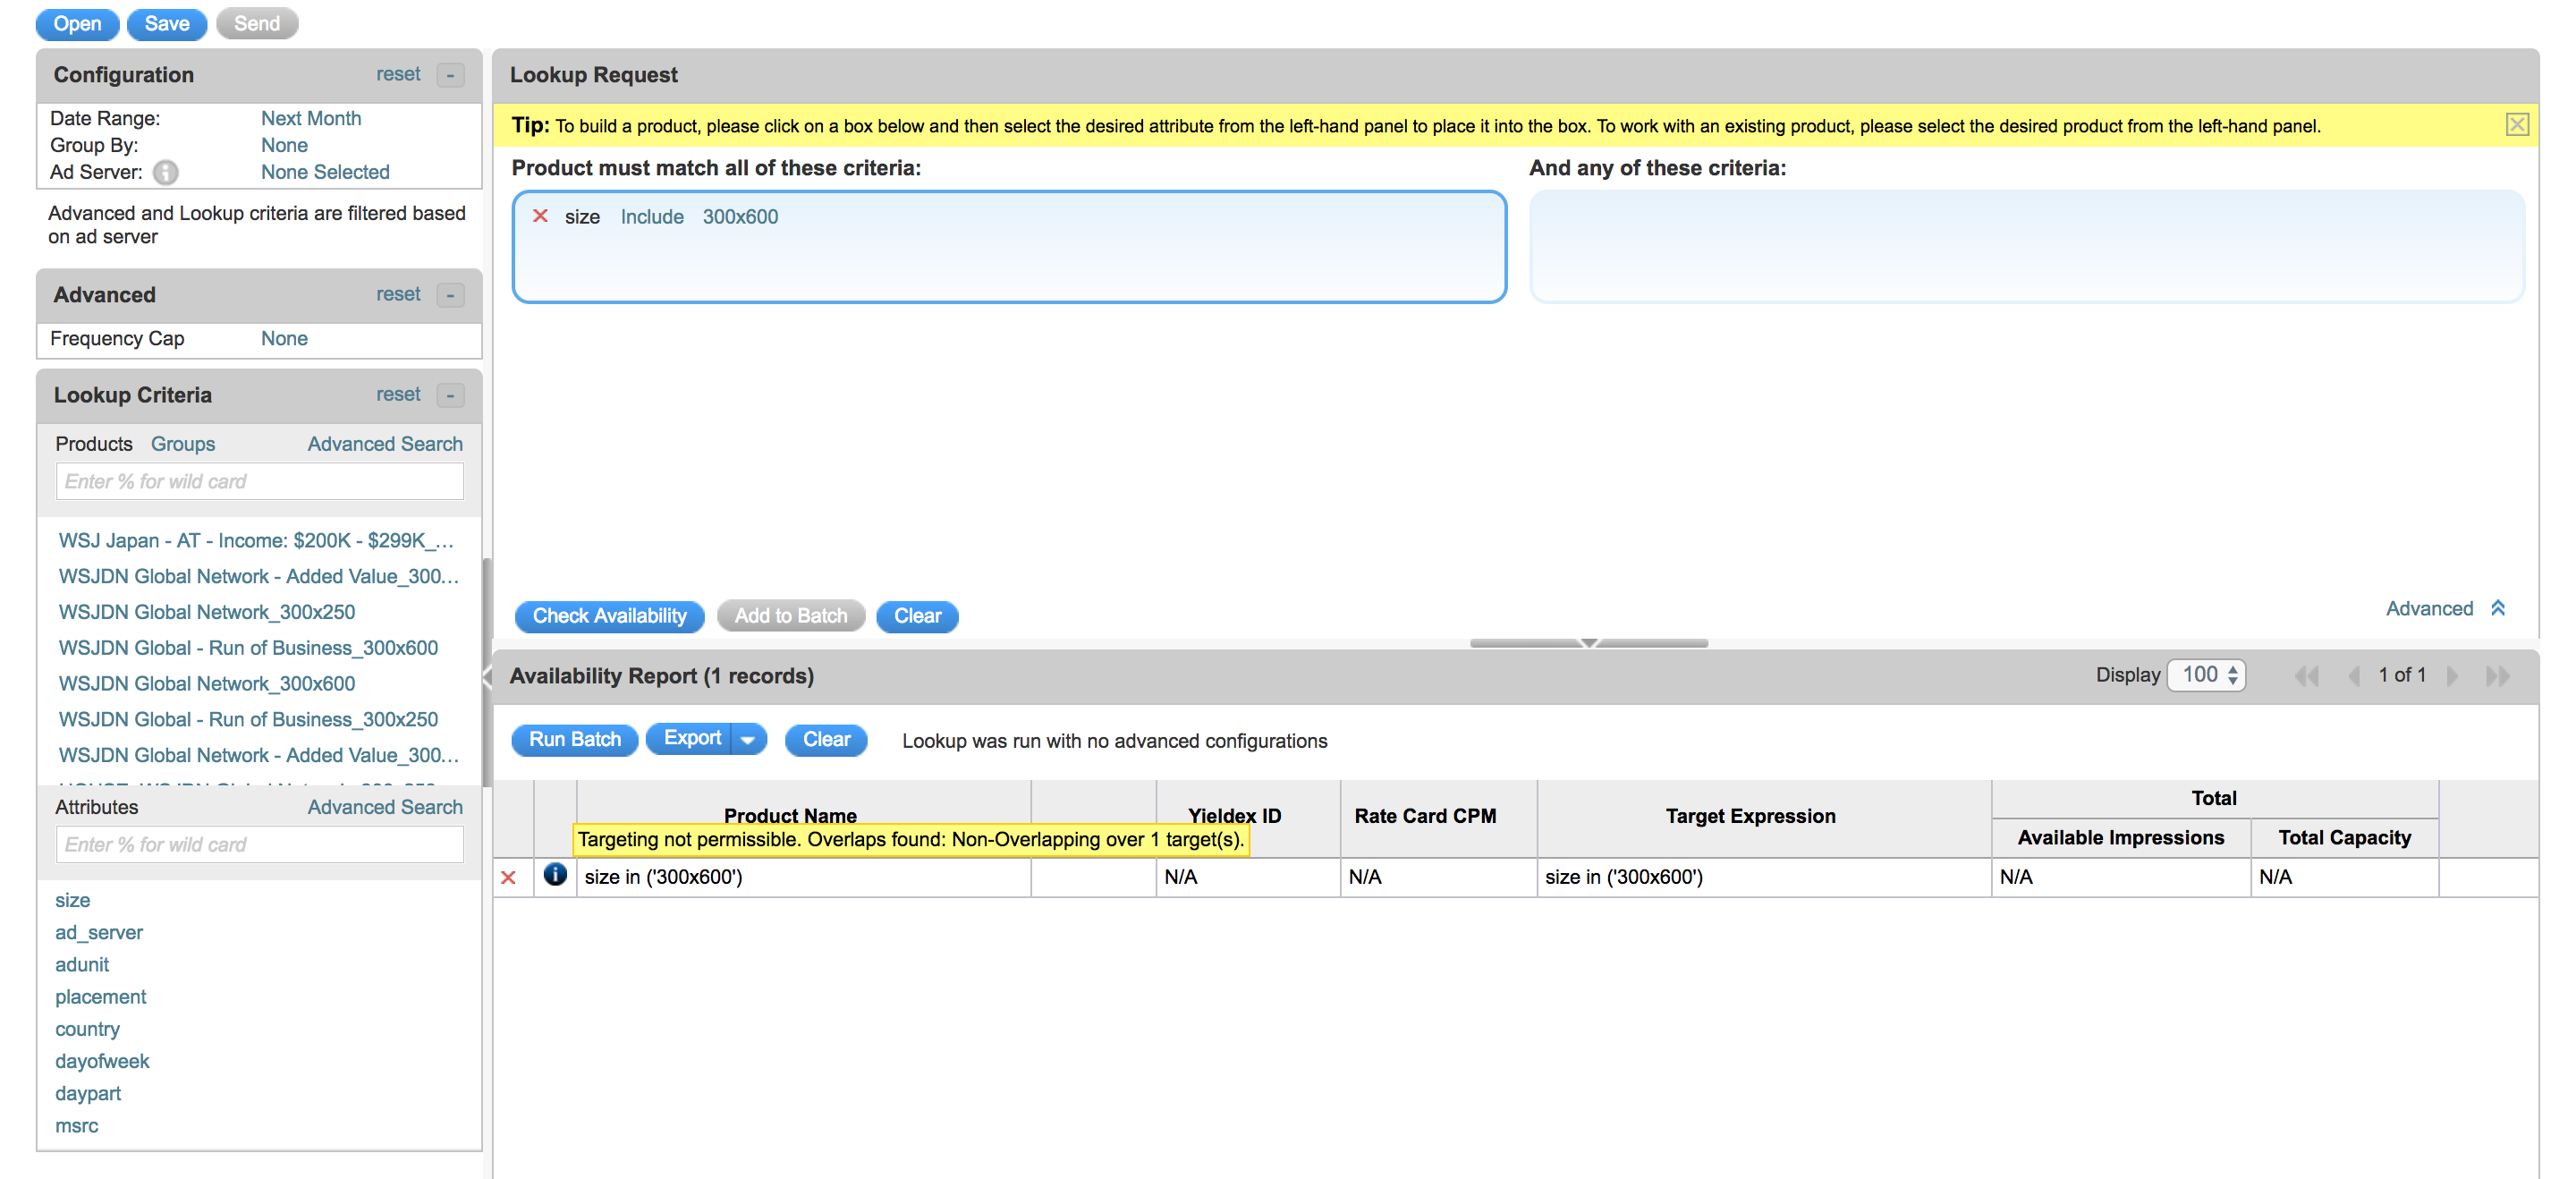 Open Save Send
Configuration reset -
Date Range: Next Month
Group By: None
Ad Server: i None Selected
Advanced and Lookup criteria are filtered based
on ad server
Advanced reset -
Frequency Cap None
Lookup Criteria reset -
Products Groups Advanced Search
Enter % for wild card
WSJ Japan - AT - Income: $200K - $299K_...
WSJDN Global Network - Added Value_300...
WSJDN Global Network_300x250
WSJDN Global - Run of Business_300x600
WSJDN Global Network_300x600
WSJDN Global - Run of Business_300x250
WSJDN Global Network - Added Value_300...
Attributes Advanced Search
Enter % for wild card
size
ad_server
adunit
placement
country
dayofweek
daypart
msrc
Lookup Request
Tip: To build a product, please click on a box below and then select the desired attribute from the left-hand panel to place it into the box. To work with an existing product, please select the desired product from the left-hand panel.
Product must match all of these criteria: And any of these criteria:
size Include 300x600
Check Availability Add to Batch Clear Advanced
Availability Report (1 records) Display 100 1 of 1
Run Batch Export Clear Lookup was run with no advanced configurations
Total
Product Name Yieldex ID Rate Card CPM Target Expression
Available Impressions Total Capacity
Targeting not permissible. Overlaps found: Non-Overlapping over 1 target(s).
i size in ('300x600') N/A N/A size in ('300x600') N/A N/A